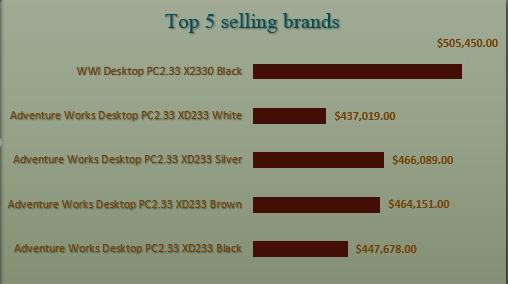 Top 5 selling brands
$505,450.00
WWI Desktop PC2.33 X2330 Black
Adventure Works Desktop PC2.33 XD233 White $437,019.00
Adventure Works Desktop PC2.33 XD233 Silver $466,089.00
Adventure Works Desktop PC2.33 XD233 Brown $464,151.00
Adventure Works Desktop PC2.33 XD233 Black $447,678.00